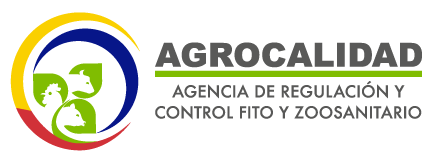 AGROCALIDAD
AGENCIA DE REGULACIÓN Y
CONTROL FITO Y ZOOSANITARIO